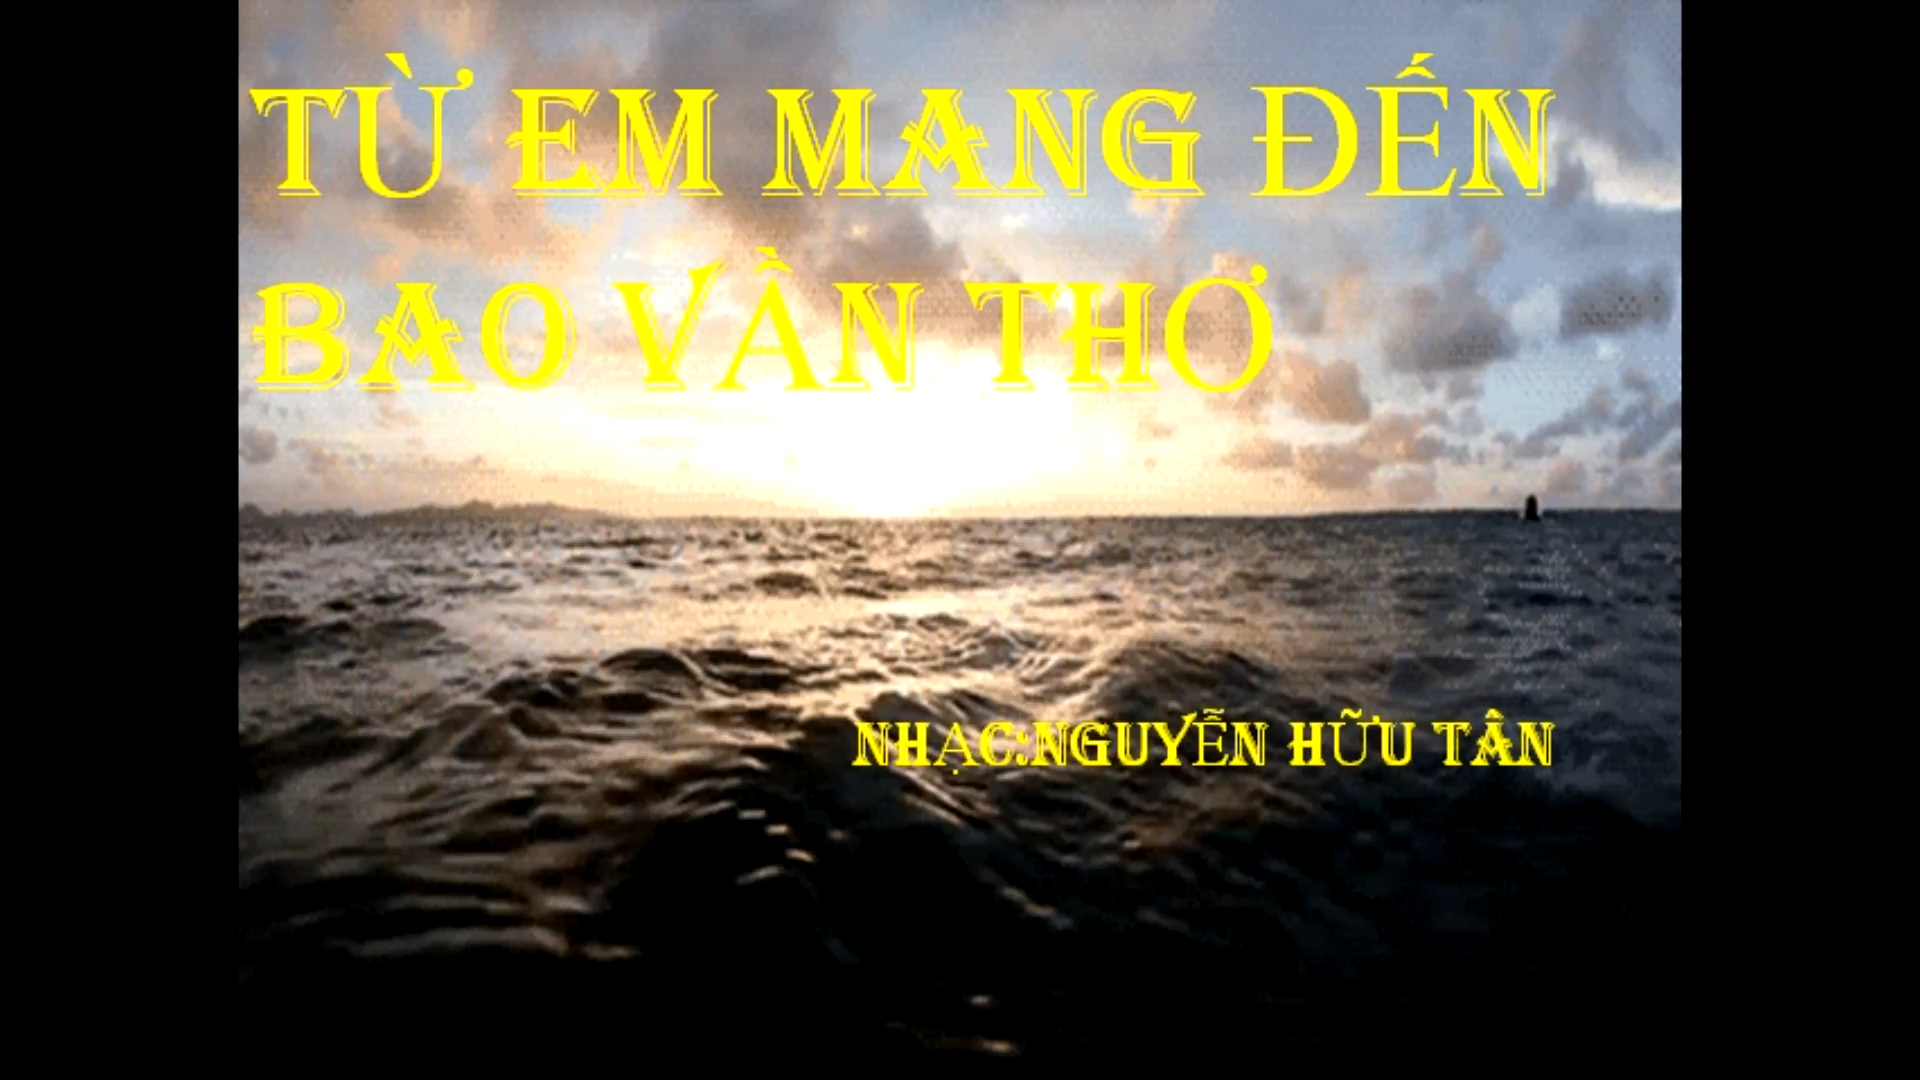 TỪ EM MANG ĐẾN
BAO VẦN THƠ
NHẠC:NGUYỄN HỮU TÂN